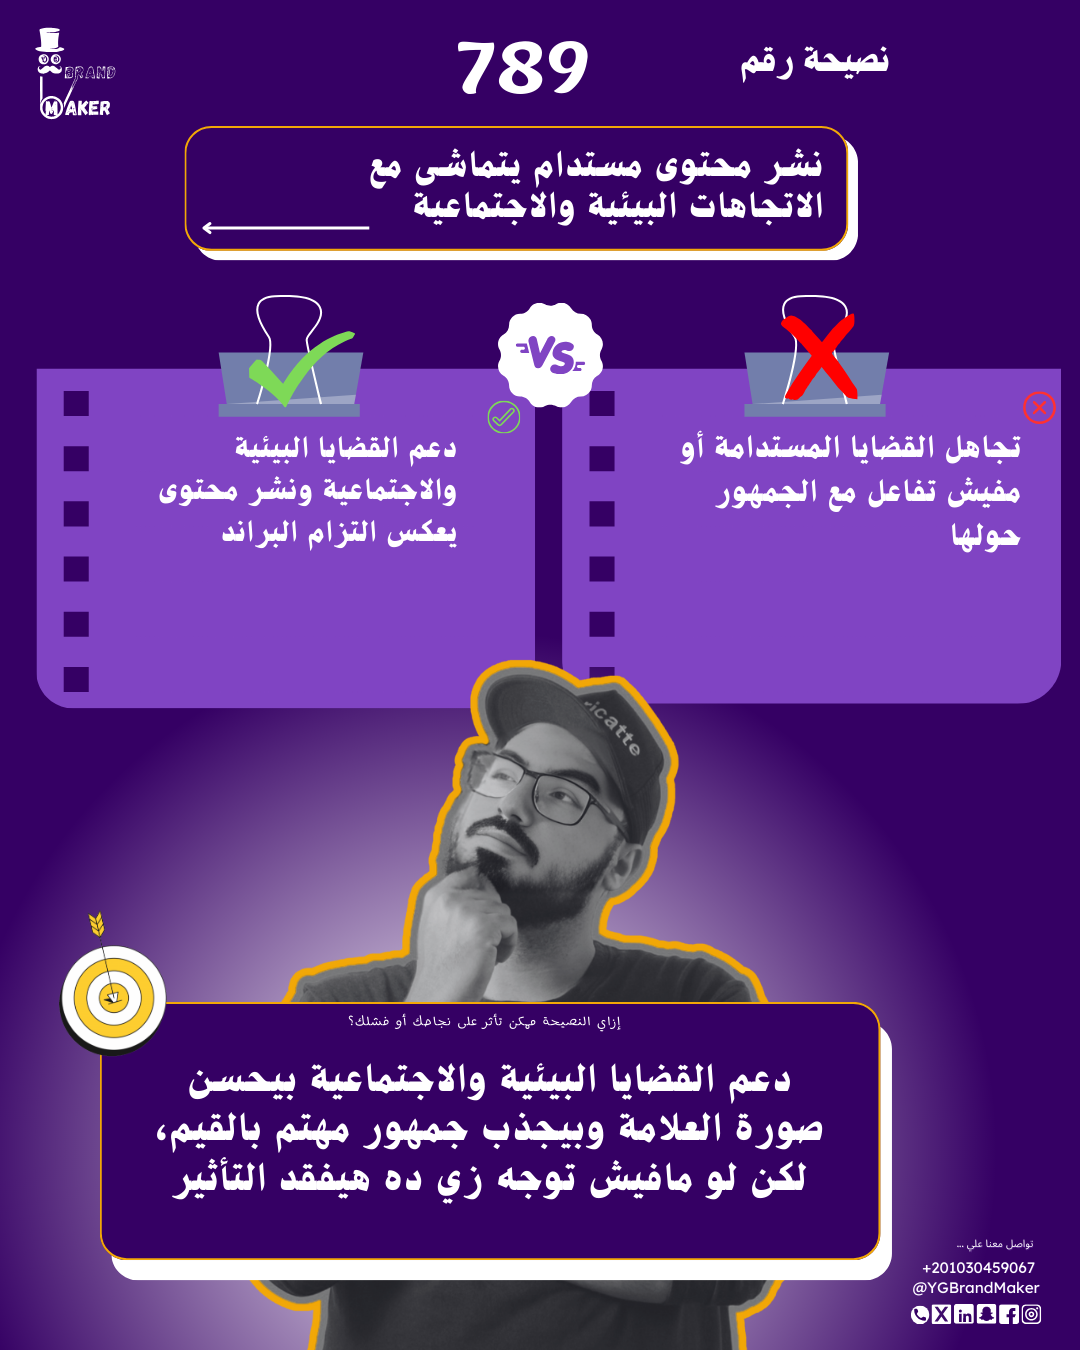 BRAND
MAKER
نصيحة رقم
789
نشر محتوى مستدام يتماشى مع
الاتجاهات البيئية والاجتماعية
VS
تجاهل القضايا المستدامة أو
مفيش تفاعل مع الجمهور
حولها
دعم القضايا البيئية
والاجتماعية ونشر محتوى
يعكس التزام البراند
icatte
إزاي النصيحة ممكن تأثر على نجاحك أو فشلك؟
دعم القضايا البيئية والاجتماعية بيحسن
صورة العلامة وبيجذب جمهور مهتم بالقيم،
لكن لو مافيش توجه زي ده هيفقد التأثير
تواصل معنا علي ...
+201030459067
@YGBrandMaker